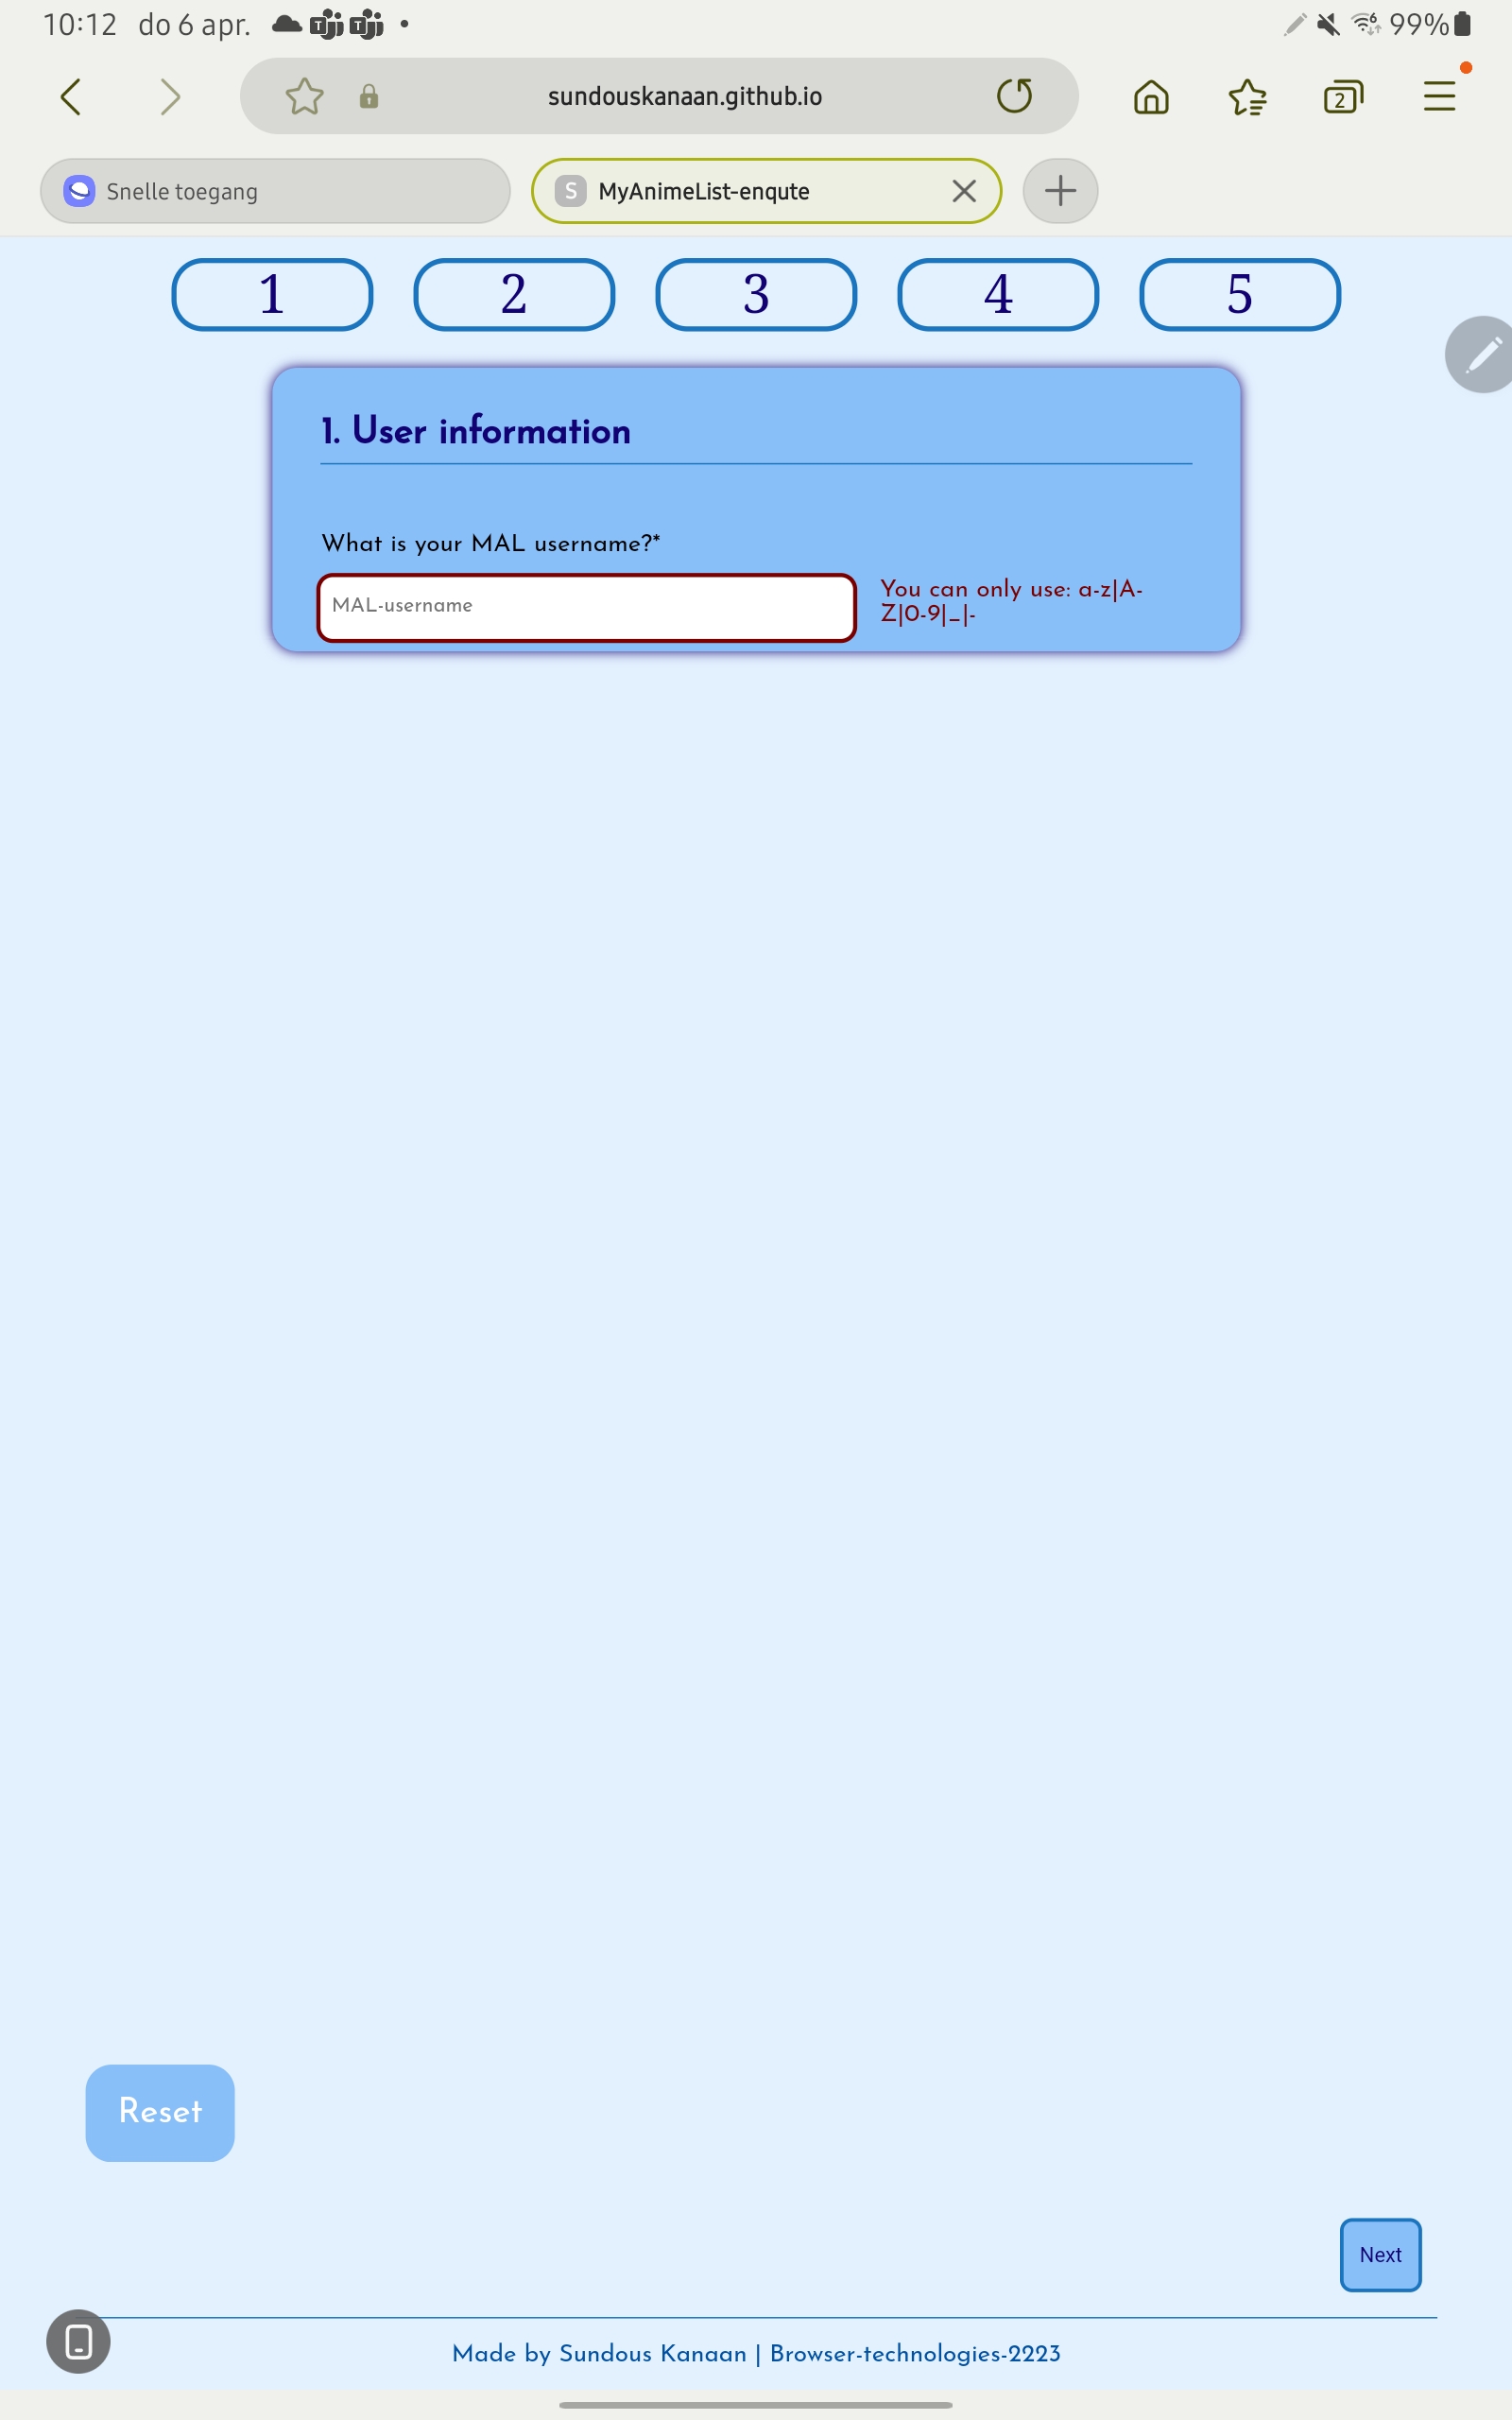 10:12 do 6 apr. 99%
sundouskanaan.github.io 2
Snelle toegang S MyAnimeList-enqute
1 2 3 4 5
1. User information
What is your MAL username?*
MAL-username
You can only use: a-z|A-
Z|0-9|_|-
Reset
Next
Made by Sundous Kanaan | Browser-technologies-2223